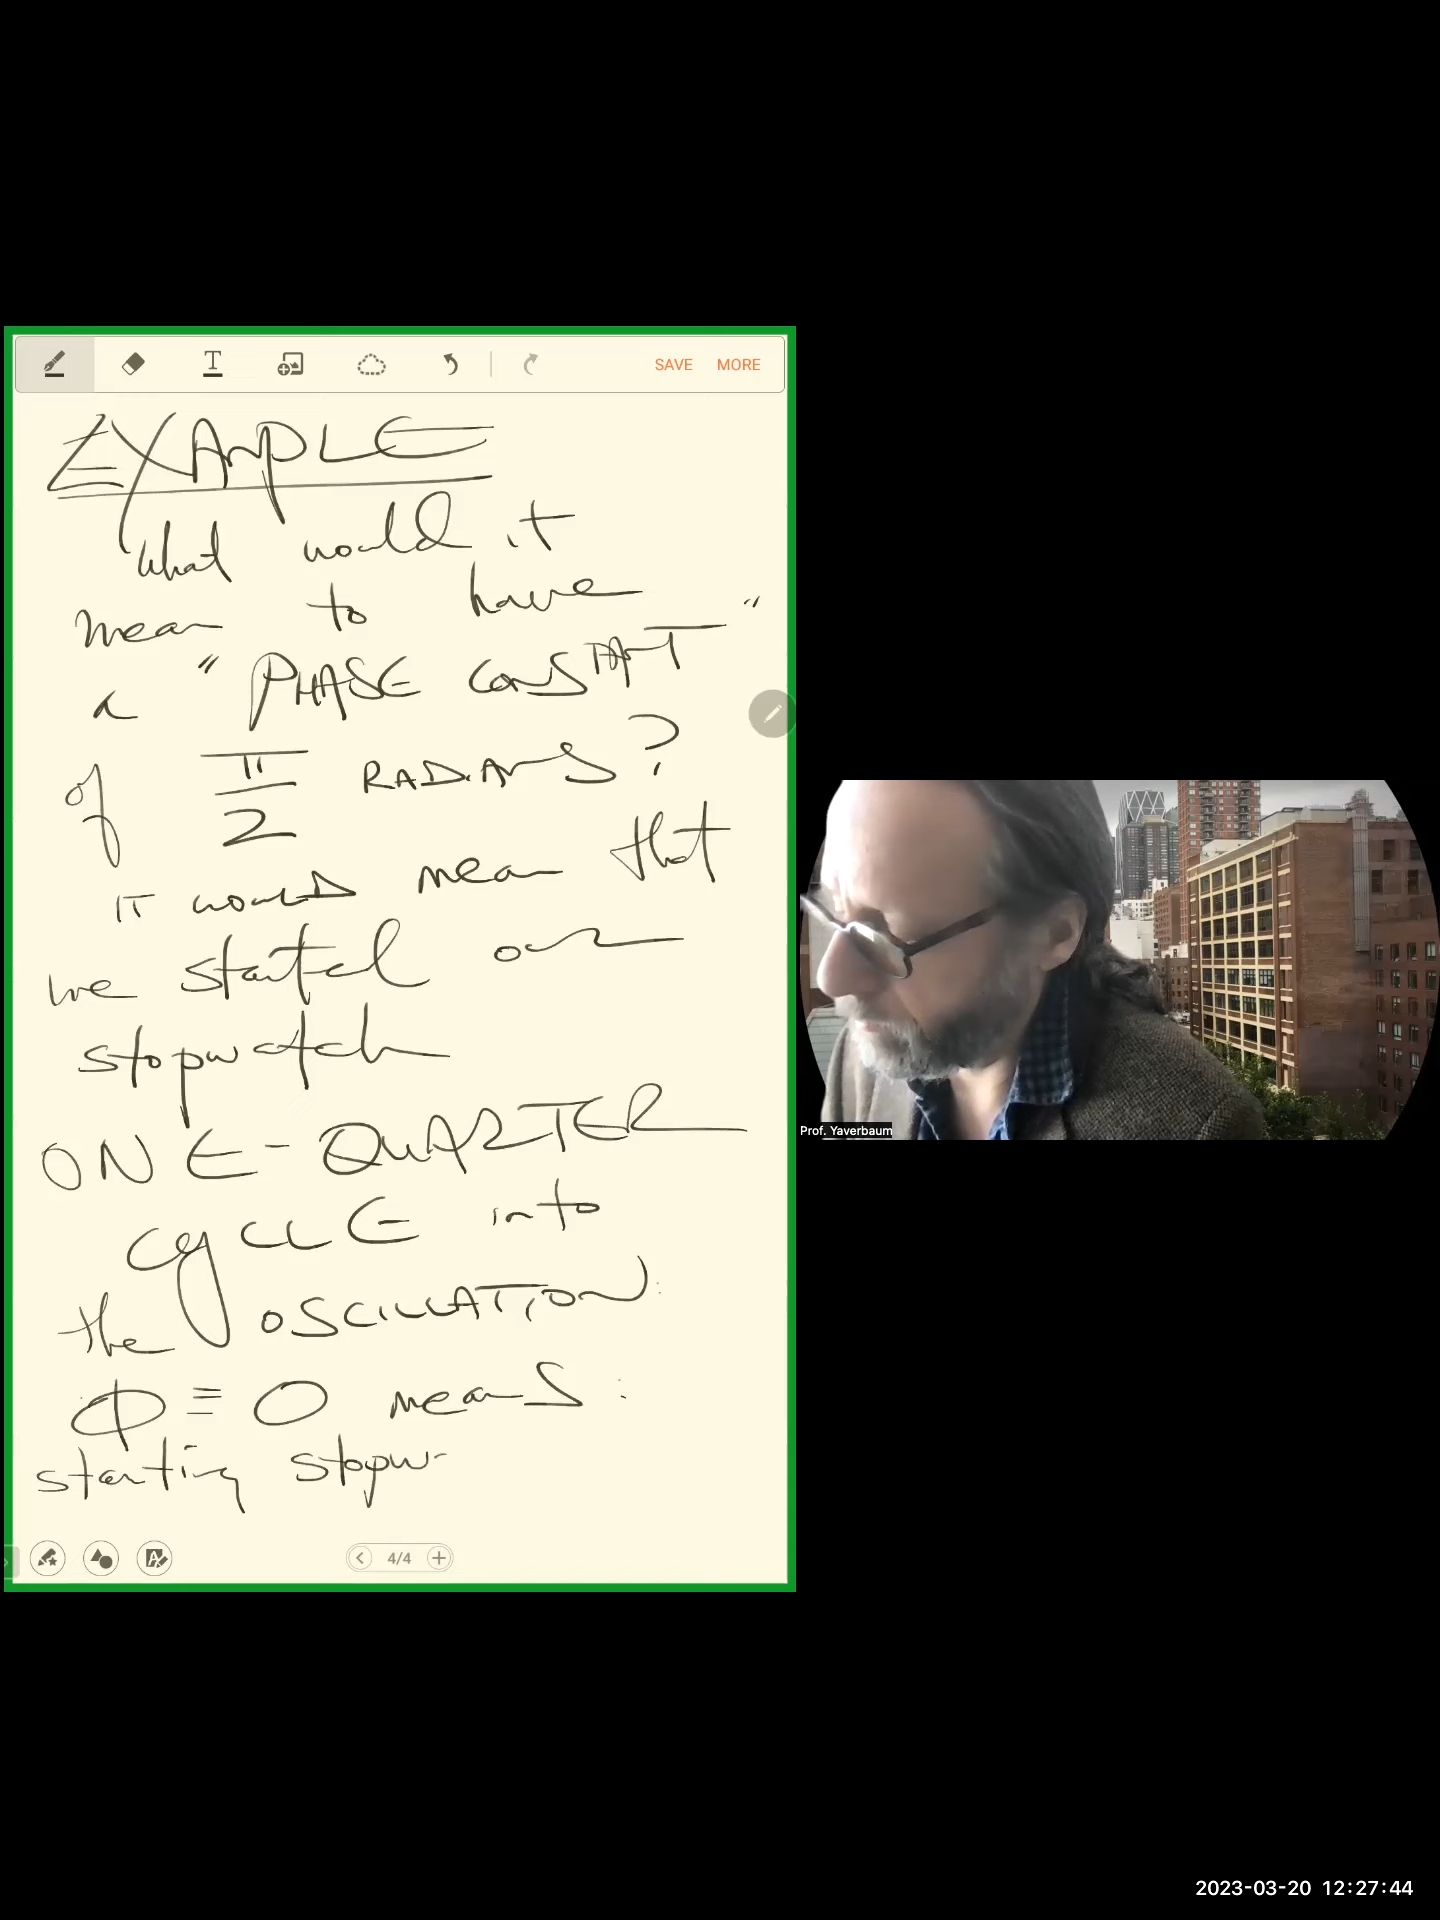 T
SAVE MORE
EXAMPLE
What would it
mean to have
a "PHASE CONSTANT"
of π/2 RADIANS?
IT WOULD mean that
we started our
stopwatch
ONE-QUARTER
CYCLE into
the OSCILLATION.
Φ ≡ 0 means:
starting stopw
A
4/4
Prof. Yaverbaum
2023-03-20 12:27:44